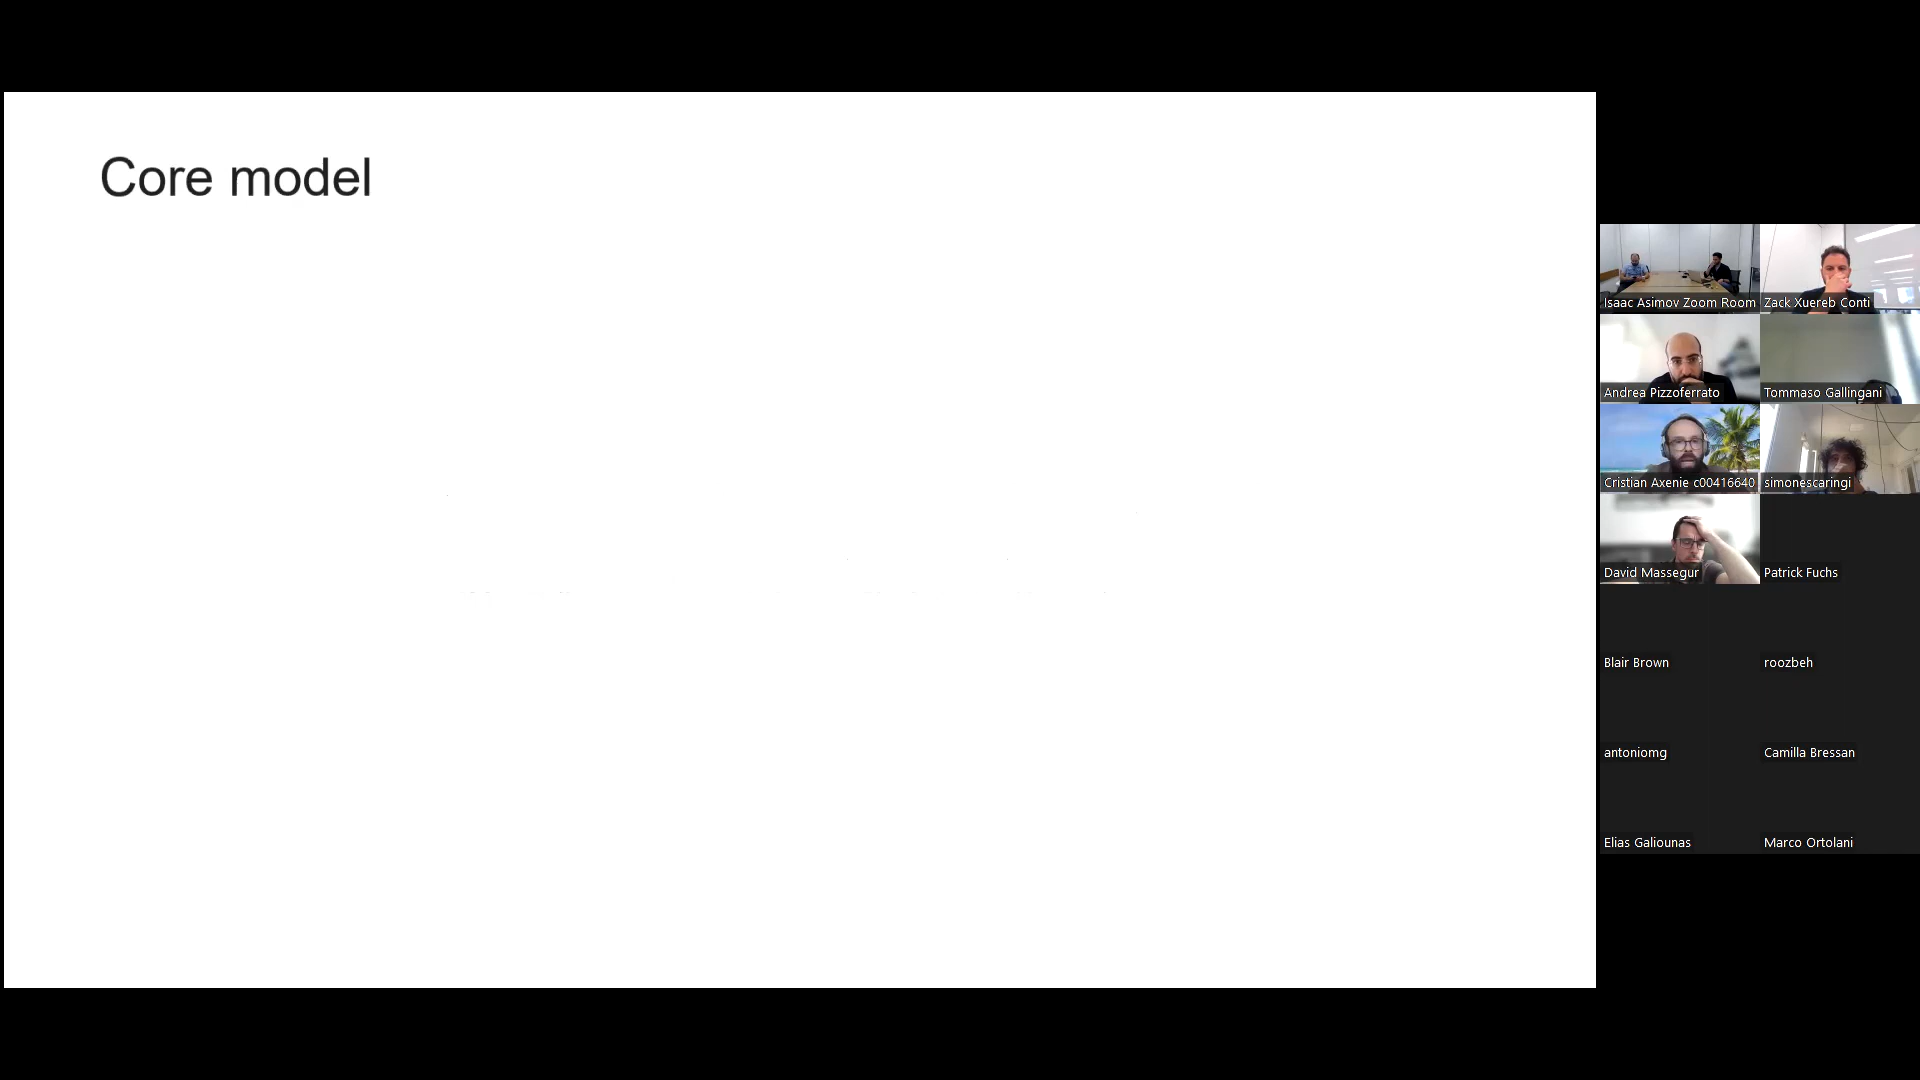 Core model
Isaac Asimov Zoom Room
Zack Xuereb Conti
Andrea Pizzoferrato
Tommaso Gallingani
Cristian Axenie c00416640
simonescaringi
David Massegur
Patrick Fuchs
Blair Brown
roozbeh
antoniomg
Camilla Bressan
Elias Galiounas
Marco Ortolani